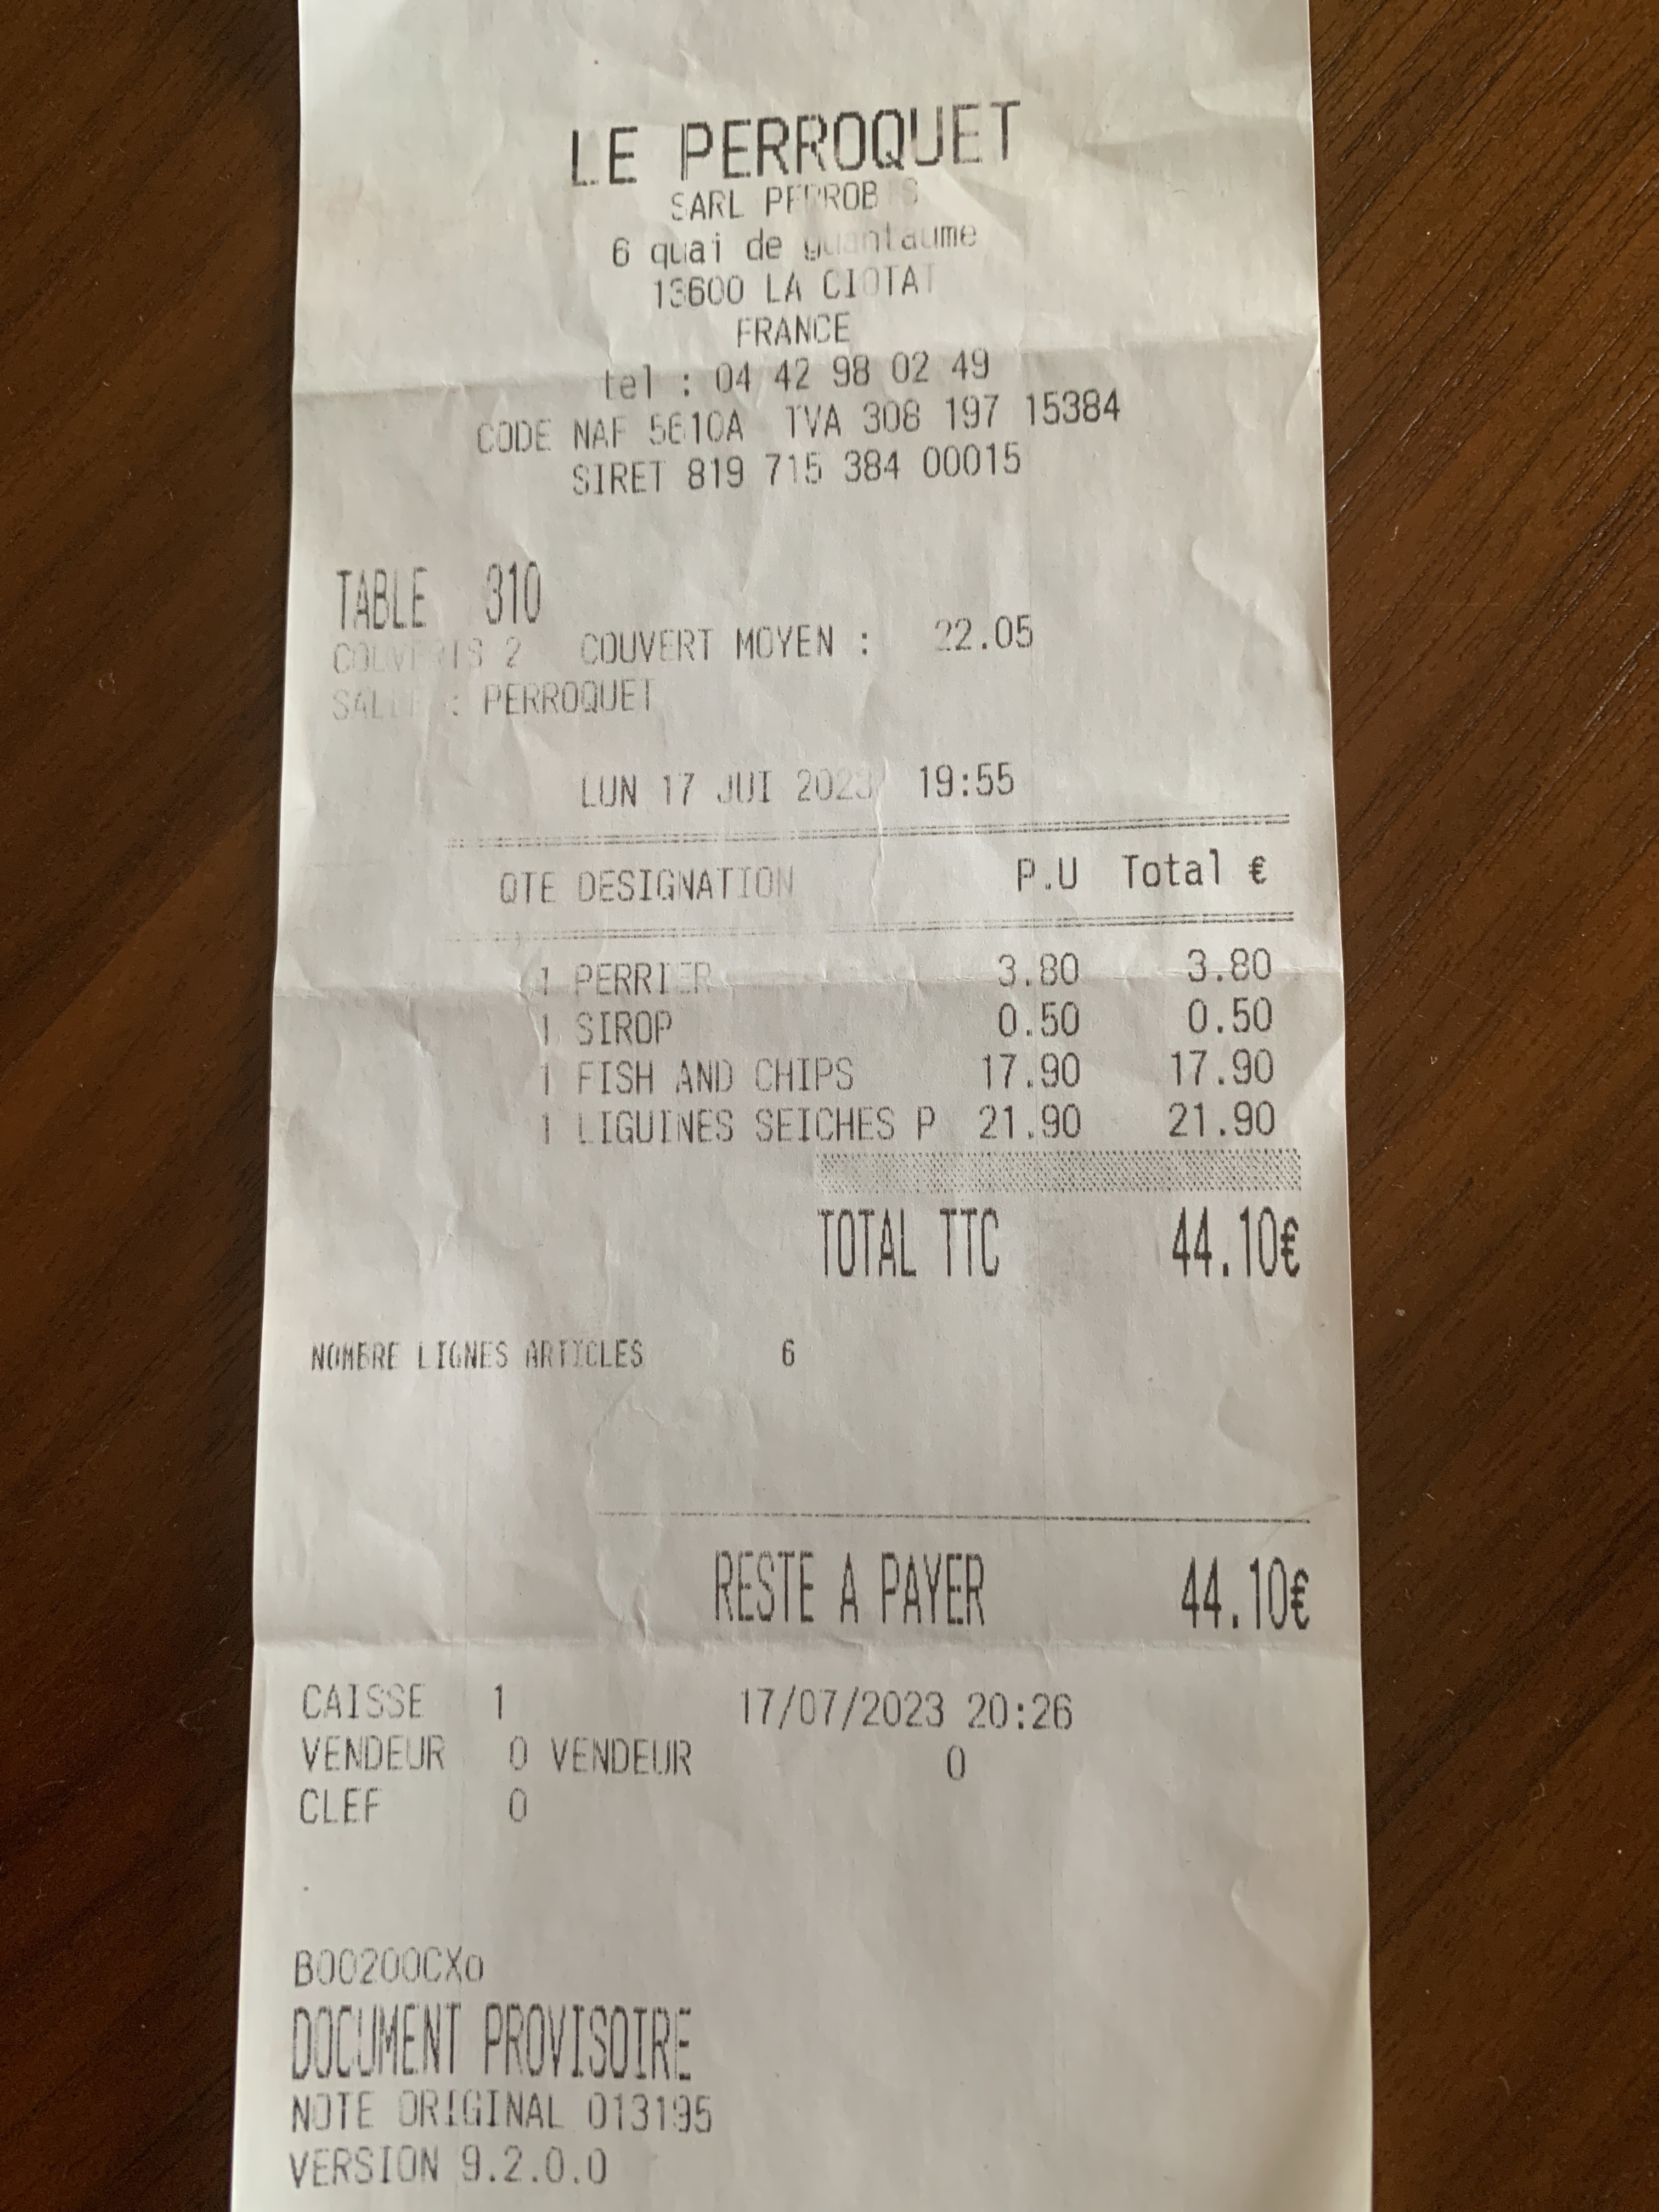 LE PERROQUET
SARL
6 quai de
13600 LA CIOTAT
FRANCE
tel : 04 42 98 02 49
CODE NAF 5610A TVA 308 197 15384
SIRET 819 715 384 00015
TABLE 310
COUVERTS 2 COUVERT MOYEN : 22.05
SALLE : PERROQUET
LUN 17 JUI 2023 19:55
QTE DESIGNATION P.U Total €
1 PERRIER 3.80 3.80
1 SIROP 0.50 0.50
1 FISH AND CHIPS 17.90 17.90
1 LIGUINES SEICHES P 21.90 21.90
TOTAL TTC 44.10€
NOMBRE LIGNES ARTICLES 6
RESTE A PAYER 44.10€
CAISSE 1 17/07/2023 20:26
VENDEUR 0 VENDEUR 0
CLEF 0
B00200CXo
DOCUMENT PROVISOIRE
NOTE ORIGINAL 013195
VERSION 9.2.0.0